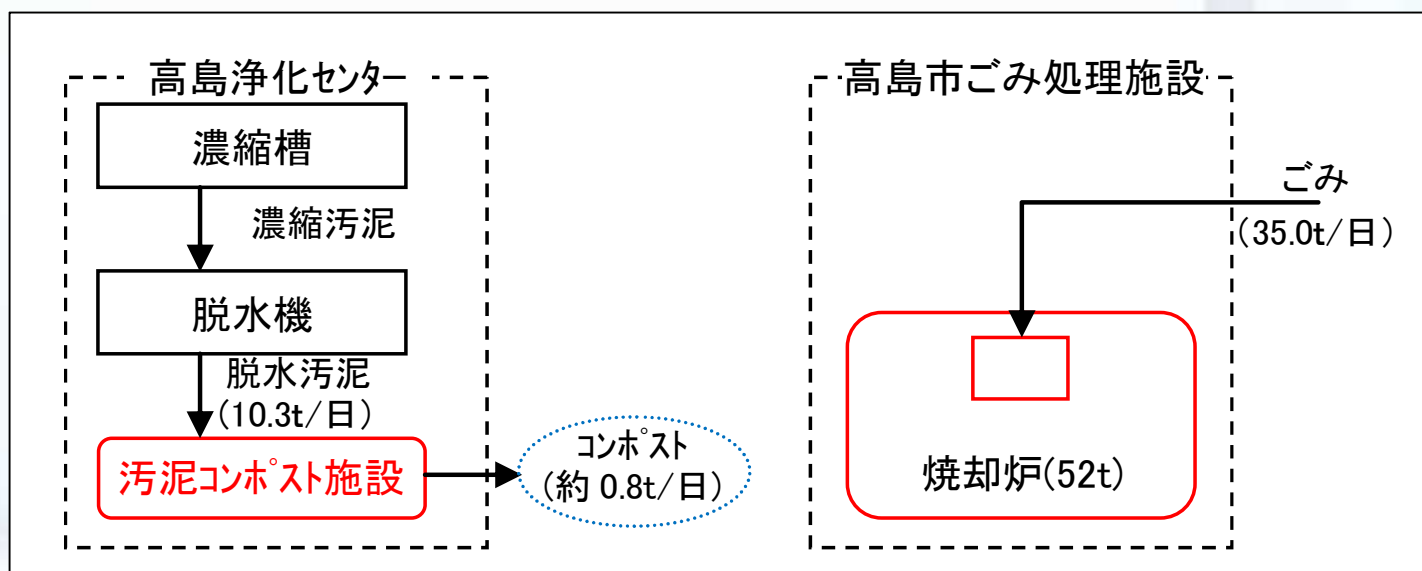 高島浄化センター
濃縮槽
濃縮汚泥
脱水機
脱水汚泥
(10.3t/日)
汚泥ｺﾝﾎﾟｽﾄ施設
ｺﾝﾎﾟｽﾄ
(約 0.8t/日)
高島市ごみ処理施設
ごみ
(35.0t/日)
焼却炉(52t)